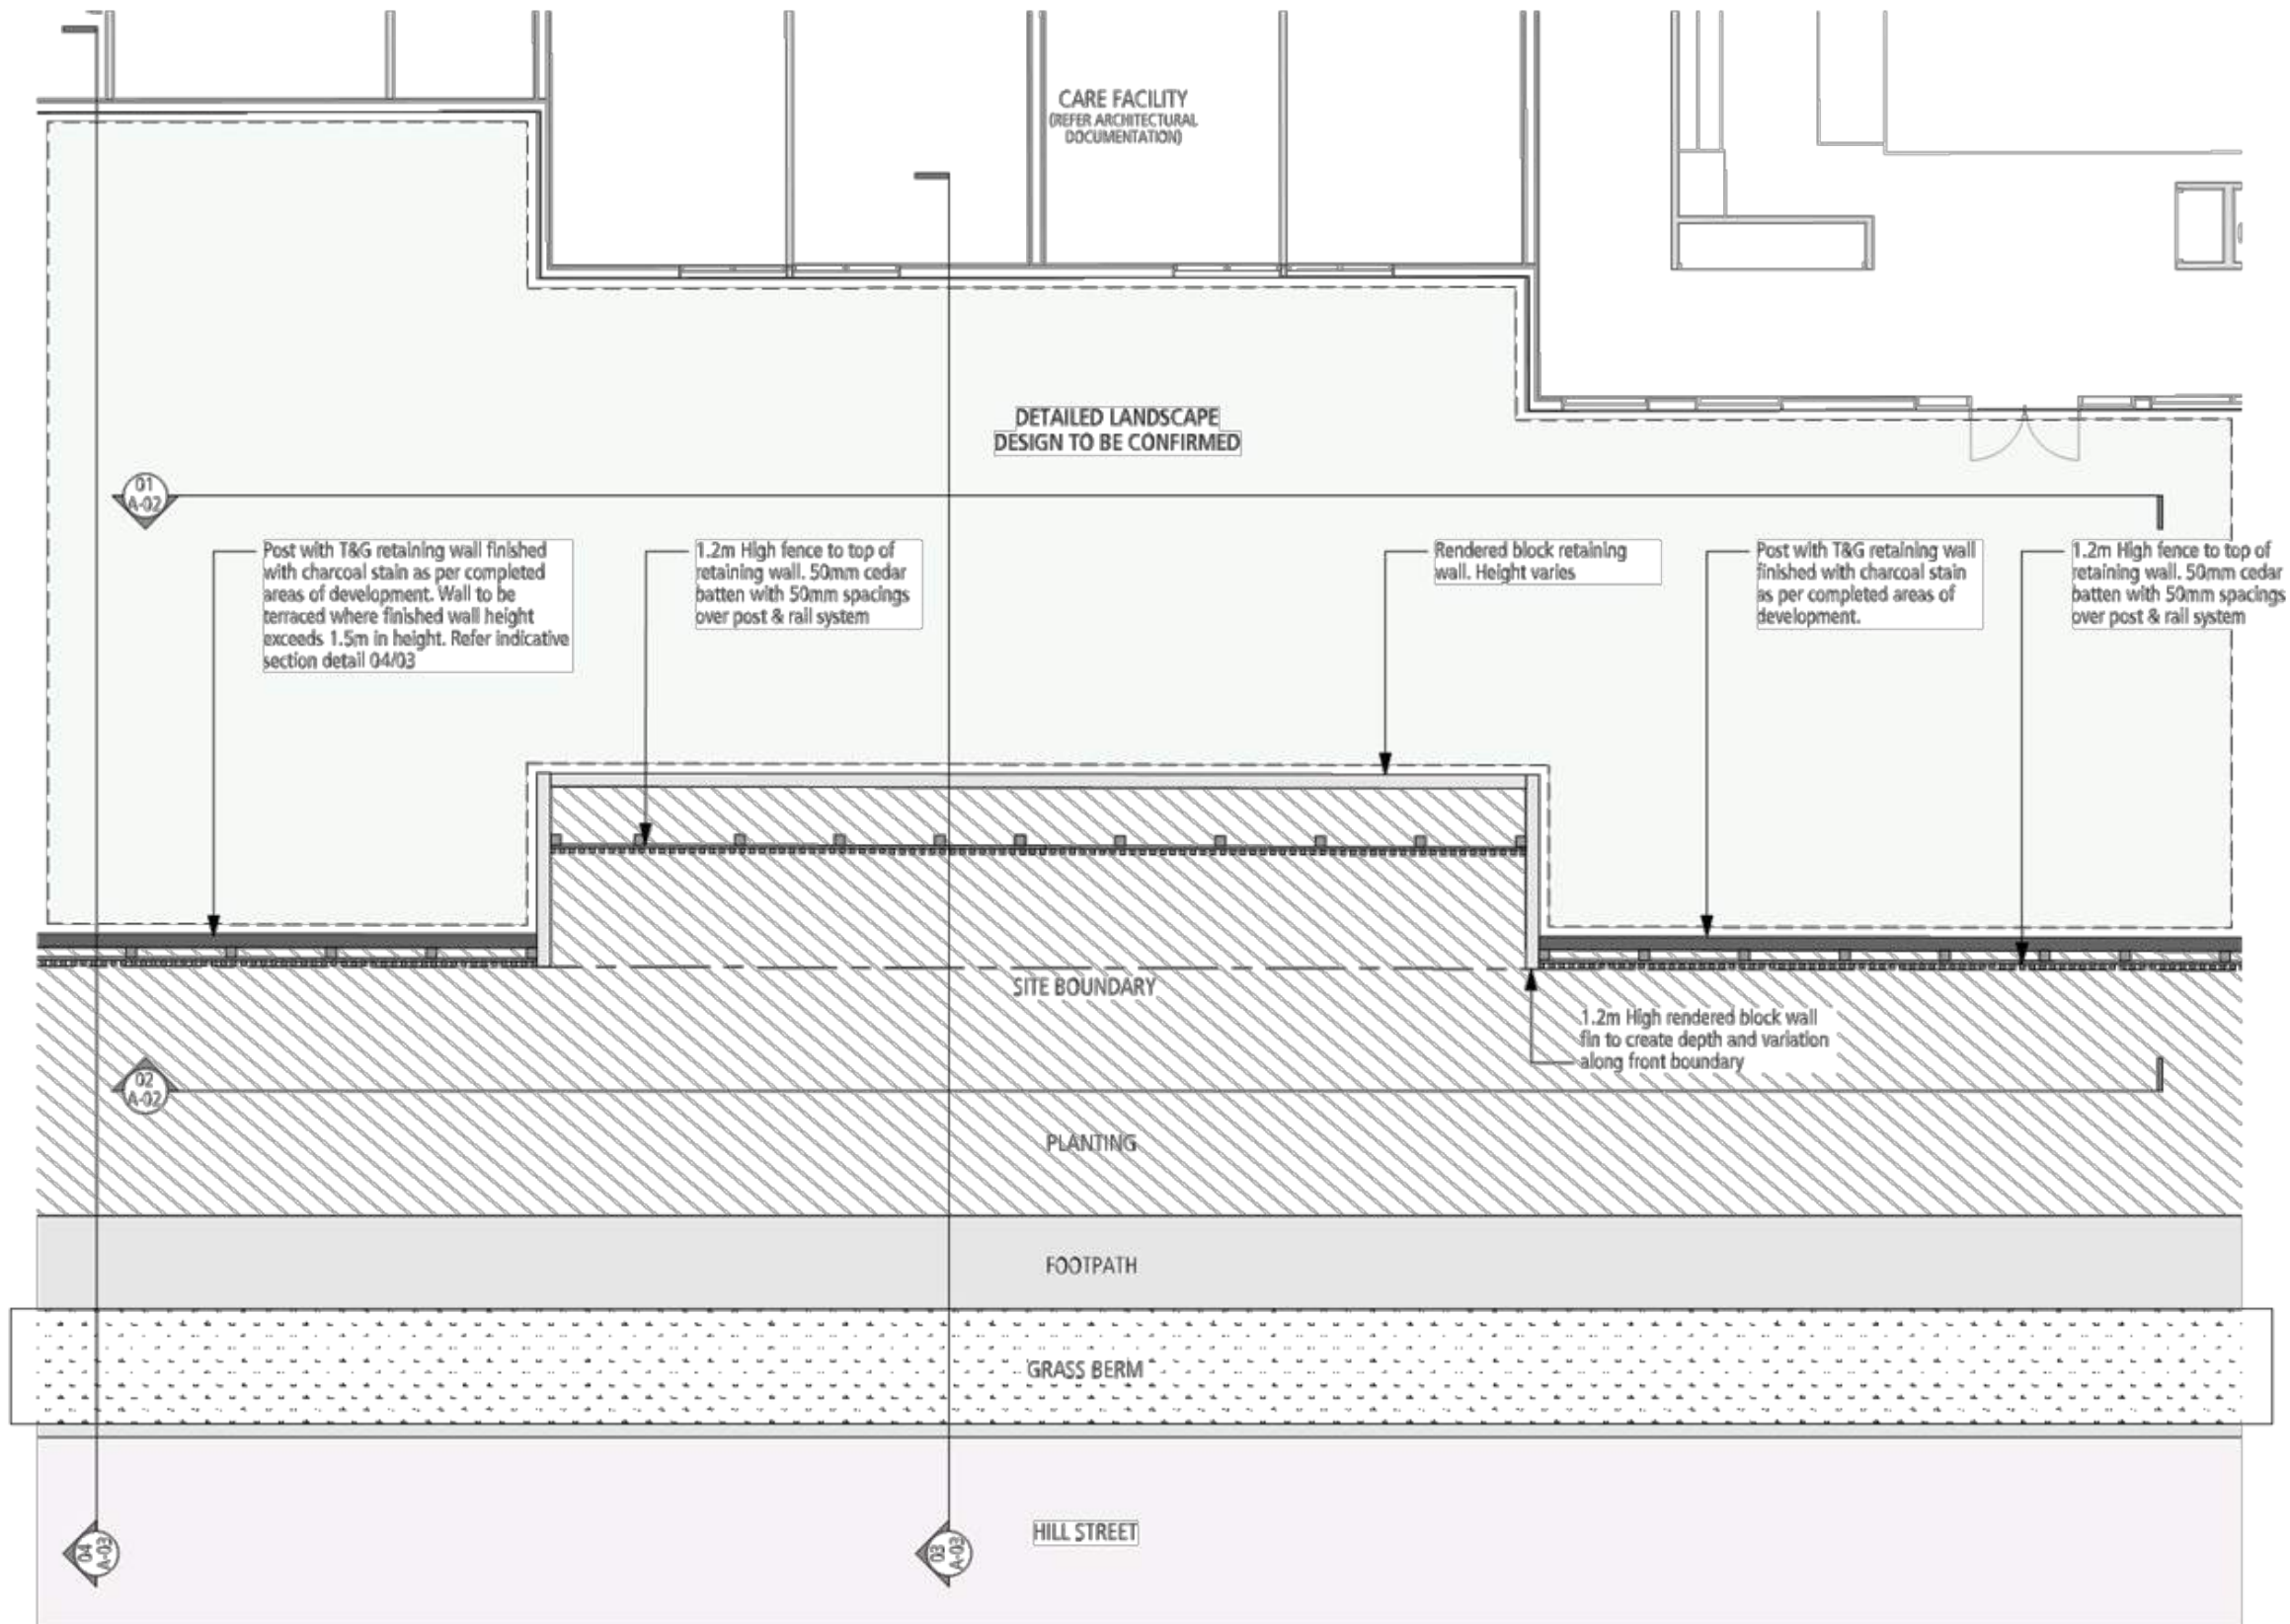 CARE FACILITY
(REFER ARCHITECTURAL
DOCUMENTATION)
DETAILED LANDSCAPE
DESIGN TO BE CONFIRMED
01
A-02
Post with T&G retaining wall finished
with charcoal stain as per completed
areas of development. Wall to be
terraced where finished wall height
exceeds 1.5m in height. Refer indicative
section detail 04/03
1.2m High fence to top of
retaining wall. 50mm cedar
batten with 50mm spacings
over post & rail system
Rendered block retaining
wall. Height varies
Post with T&G retaining wall
finished with charcoal stain
as per completed areas of
development.
1.2m High fence to top of
retaining wall. 50mm cedar
batten with 50mm spacings
over post & rail system
SITE BOUNDARY
1.2m High rendered block wall
fin to create depth and variation
along front boundary
02
A-02
PLANTING
FOOTPATH
GRASS BERM
HILL STREET
04
A-03
03
A-03